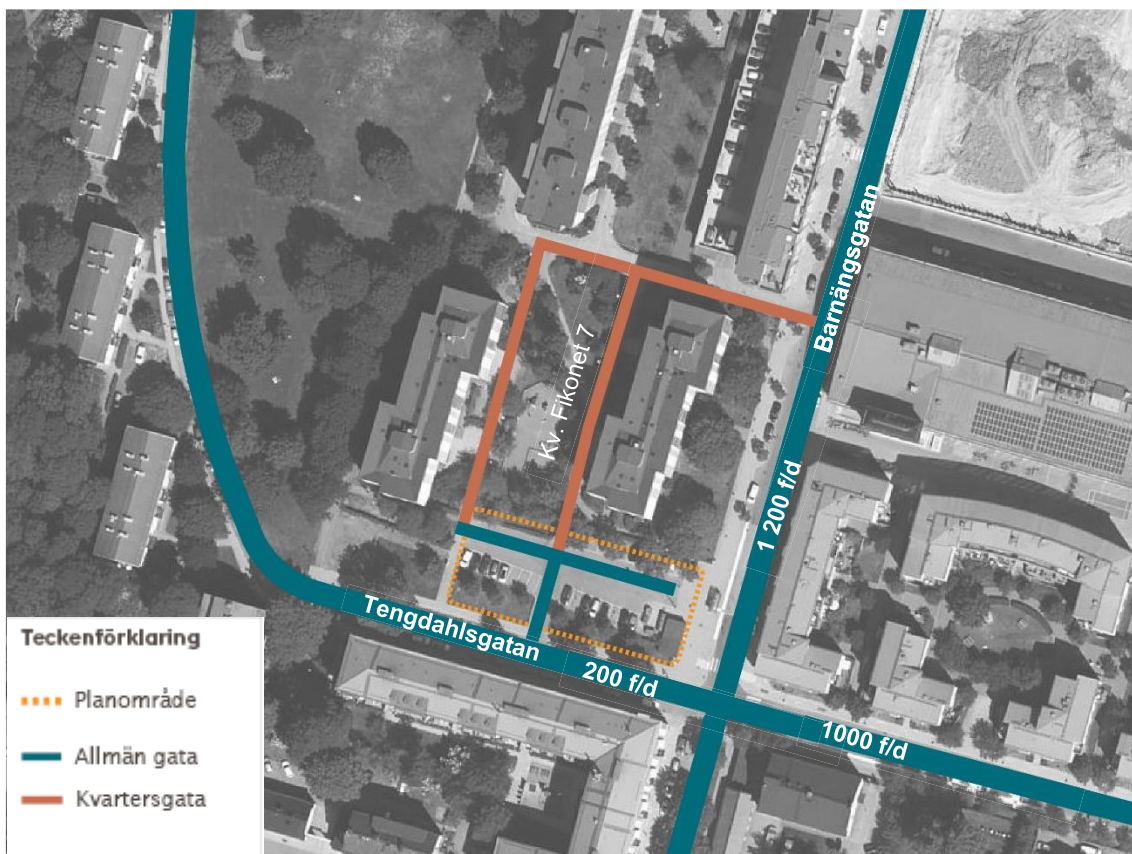 Barnängsgatan
Kv. Fikonet 7
1 200 f/d
Tengdahlsgatan
200 f/d
1000 f/d
Teckenförklaring
Planområde
Allmän gata
Kvartersgata